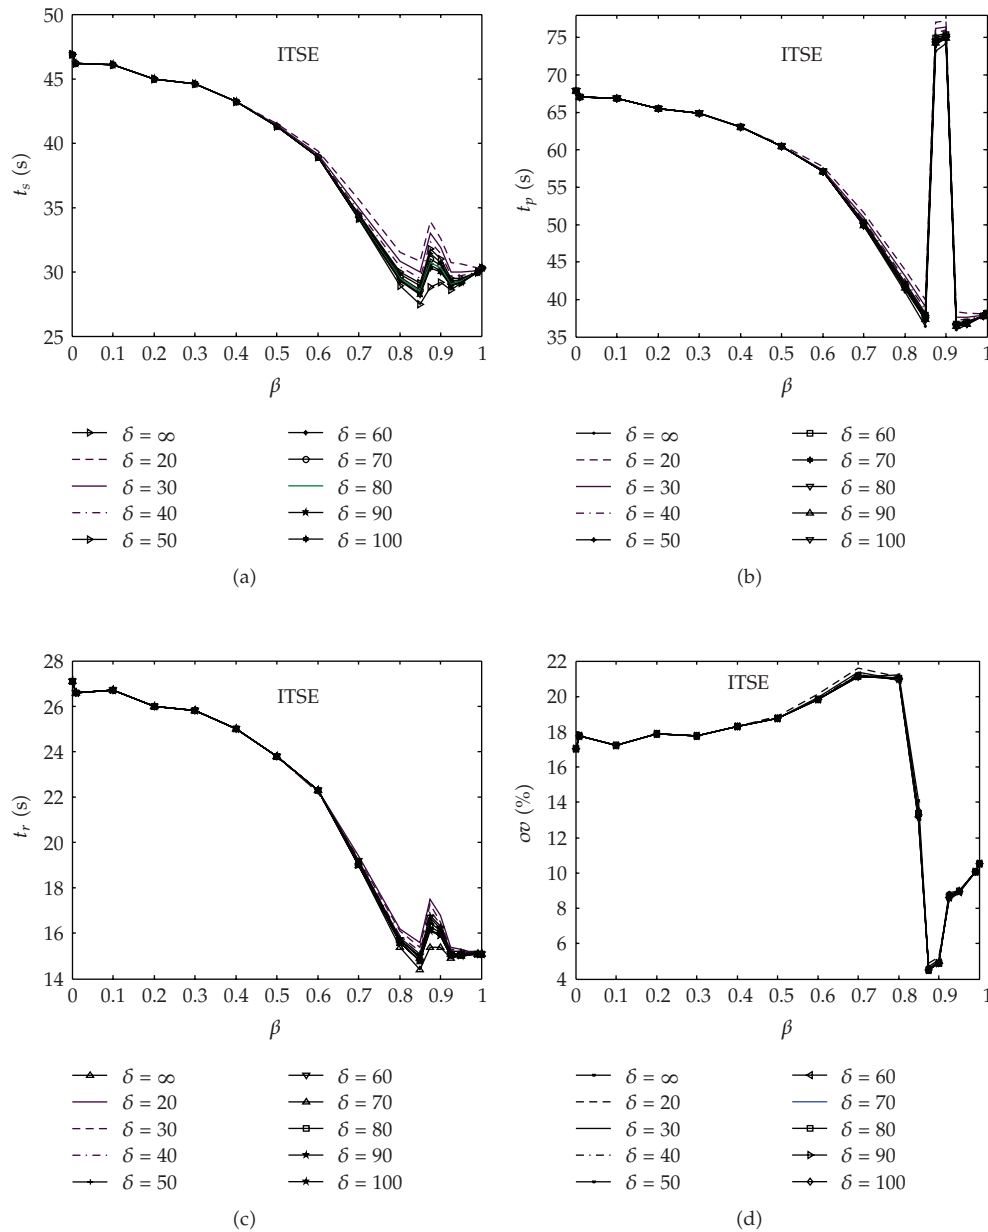 50
45
40
35
30
25
t_s (s)
ITSE
0 0.1 0.2 0.3 0.4 0.5 0.6 0.7 0.8 0.9 1
β
δ = ∞
δ = 20
δ = 30
δ = 40
δ = 50
δ = 60
δ = 70
δ = 80
δ = 90
δ = 100
(a)
75
70
65
60
55
50
45
40
35
t_p (s)
ITSE
0 0.1 0.2 0.3 0.4 0.5 0.6 0.7 0.8 0.9 1
β
δ = ∞
δ = 20
δ = 30
δ = 40
δ = 50
δ = 60
δ = 70
δ = 80
δ = 90
δ = 100
(b)
28
26
24
22
20
18
16
14
t_r (s)
ITSE
0 0.1 0.2 0.3 0.4 0.5 0.6 0.7 0.8 0.9 1
β
δ = ∞
δ = 20
δ = 30
δ = 40
δ = 50
δ = 60
δ = 70
δ = 80
δ = 90
δ = 100
(c)
22
20
18
16
14
12
10
8
6
4
ov (%)
ITSE
0 0.1 0.2 0.3 0.4 0.5 0.6 0.7 0.8 0.9 1
β
δ = ∞
δ = 20
δ = 30
δ = 40
δ = 50
δ = 60
δ = 70
δ = 80
δ = 90
δ = 100
(d)